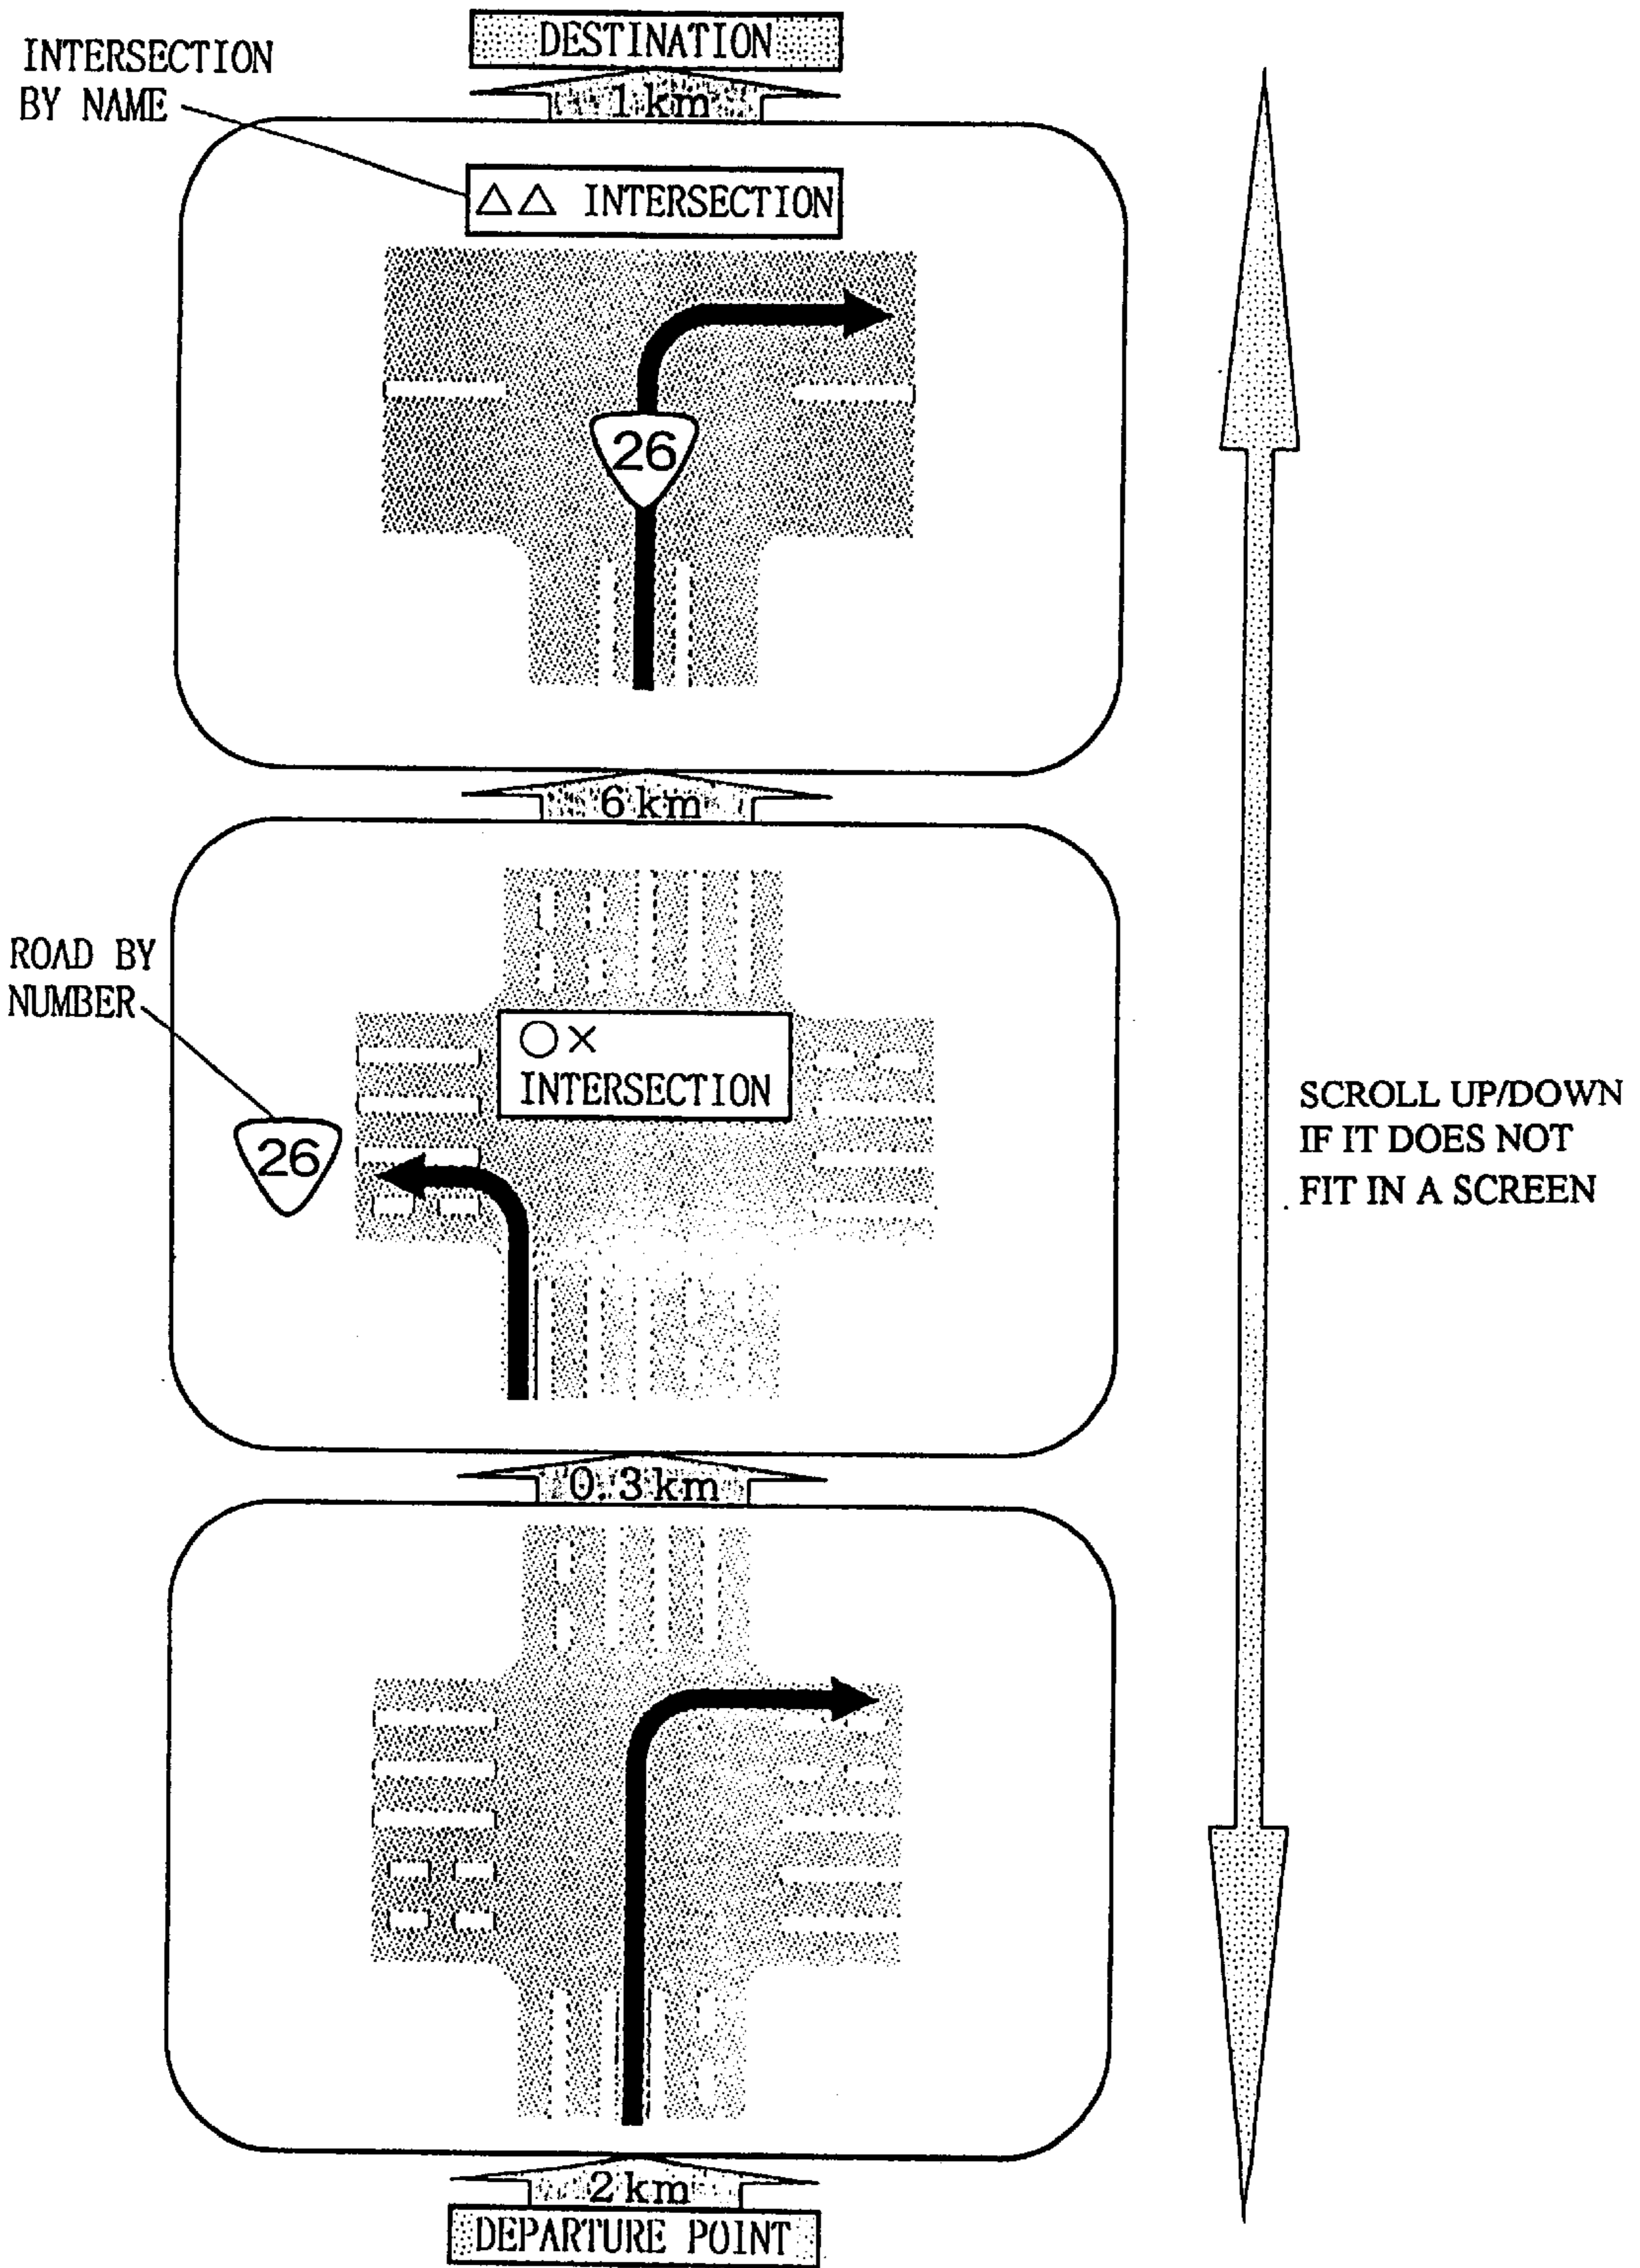 DESTINATION
1 km
INTERSECTION
BY NAME
△△ INTERSECTION
26
6 km
ROAD BY
NUMBER
○×
INTERSECTION
26
SCROLL UP/DOWN
IF IT DOES NOT
FIT IN A SCREEN
0.3 km
2 km
DEPARTURE POINT